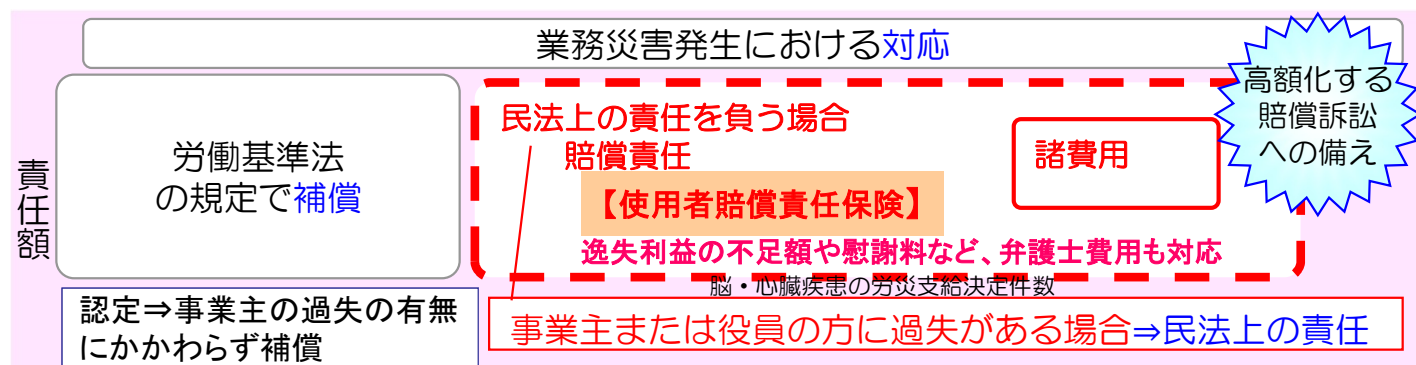 業務災害発生における対応
高額化する
賠償訴訟
への備え
責任額
労働基準法
の規定で補償
民法上の責任を負う場合
賠償責任
【使用者賠償責任保険】
諸費用
逸失利益の不足額や慰謝料など、弁護士費用も対応
脳・心臓疾患の労災支給決定件数
認定⇒事業主の過失の有無
にかかわらず補償
事業主または役員の方に過失がある場合⇒民法上の責任